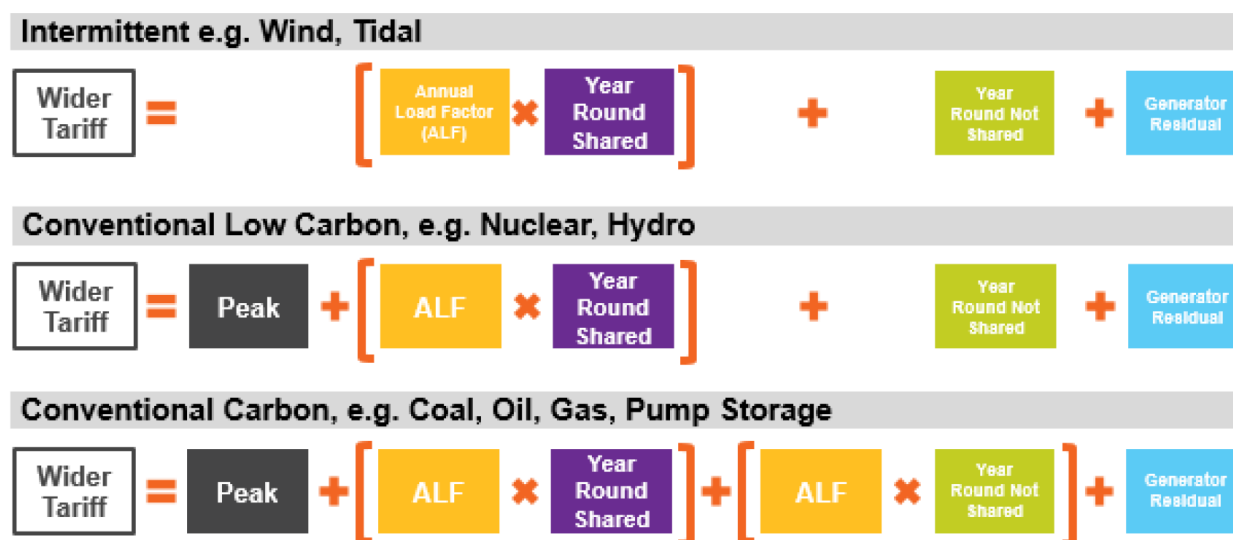 Intermittent e.g. Wind, Tidal
Wider
Tariff
=
[
Annual
Load Factor
(ALF)
×
Year
Round
Shared
]
+
Year
Round Not
Shared
+
Generator
Residual
Conventional Low Carbon, e.g. Nuclear, Hydro
Wider
Tariff
=
Peak
+
[
ALF
×
Year
Round
Shared
]
+
Year
Round Not
Shared
+
Generator
Residual
Conventional Carbon, e.g. Coal, Oil, Gas, Pump Storage
Wider
Tariff
=
Peak
+
[
ALF
×
Year
Round
Shared
]
+
[
ALF
×
Year
Round Not
Shared
]
+
Generator
Residual